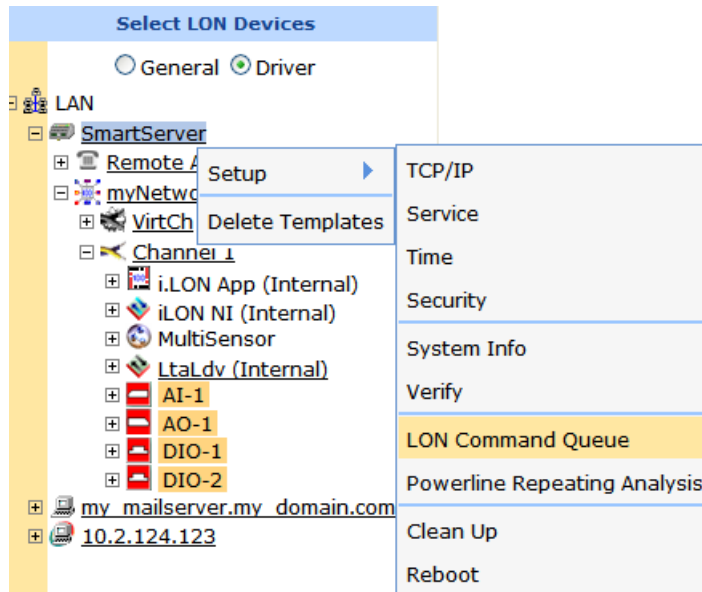 Select LON Devices
General Driver
LAN
SmartServer
Remote A
myNetwo
VirtCh
Channel 1
i.LON App (Internal)
iLON NI (Internal)
MultiSensor
LtaLdv (Internal)
AI-1
AO-1
DIO-1
DIO-2
my_mailserver.my_domain.com
10.2.124.123
Setup
Delete Templates
TCP/IP
Service
Time
Security
System Info
Verify
LON Command Queue
Powerline Repeating Analysis
Clean Up
Reboot